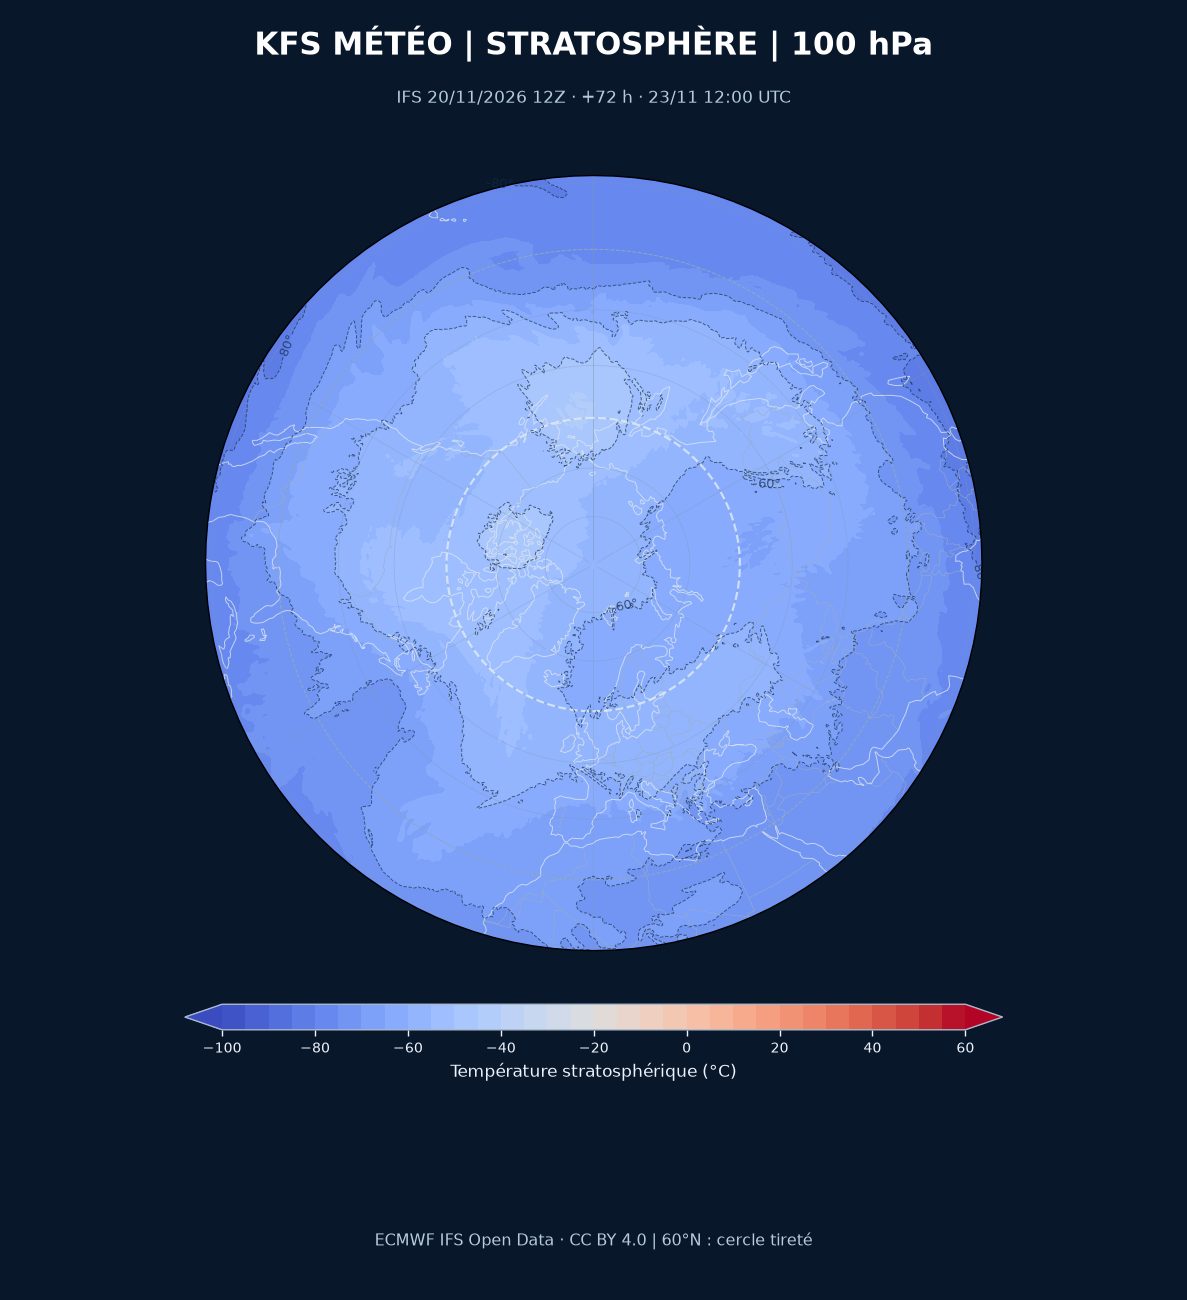 KFS MÉTÉO | STRATOSPHÈRE | 100 hPa
IFS 20/11/2026 12Z · +72 h · 23/11 12:00 UTC
-80°
-80°
-60°
-60°
−100 −80 −60 −40 −20 0 20 40 60
Température stratosphérique (°C)
ECMWF IFS Open Data · CC BY 4.0 | 60°N : cercle tireté